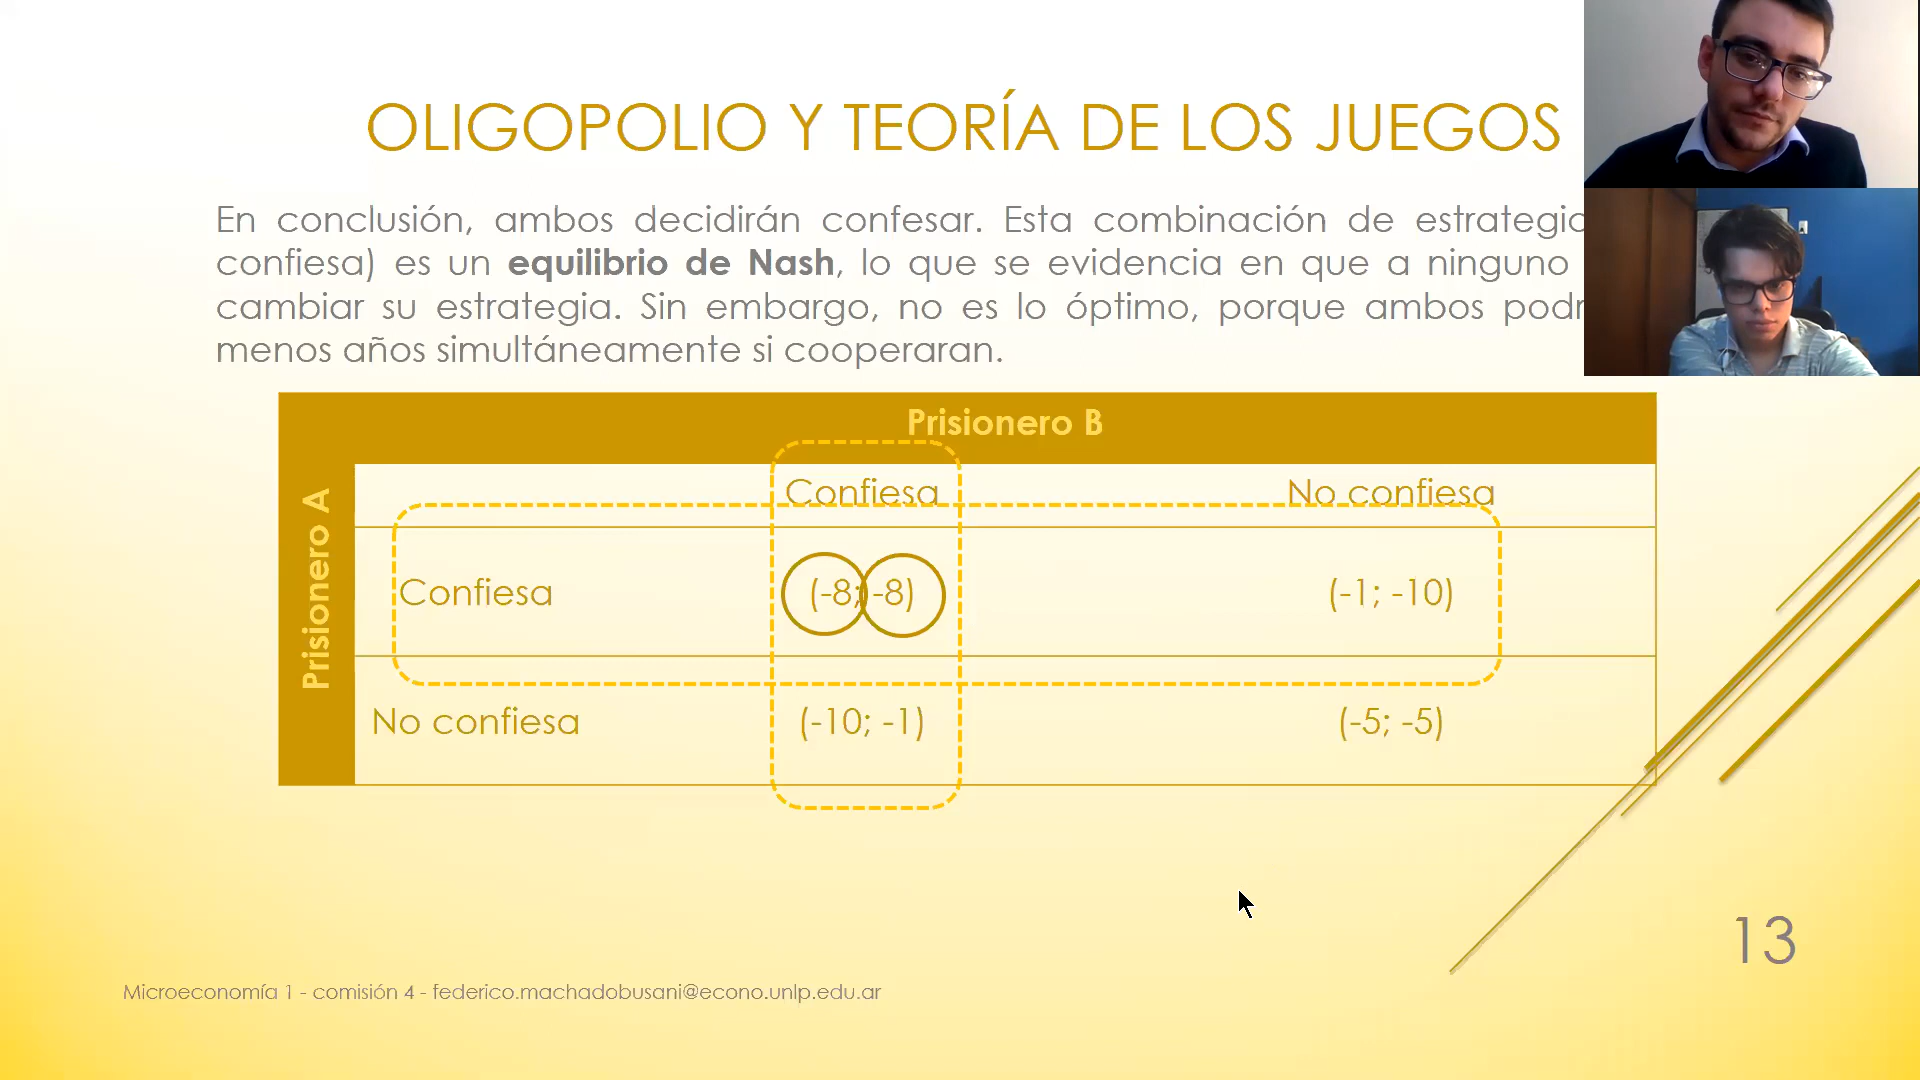 OLIGOPOLIO Y TEORÍA DE LOS JUEGOS
En conclusión, ambos decidirán confesar. Esta combinación de
confiesa) es un equilibrio de Nash, lo que se evidencia en que a ninguno
cambiar su estrategia. Sin embargo, no es lo óptimo, porque ambos
menos años simultáneamente si cooperaran.
Prisionero B
Prisionero A
Confiesa No confiesa
Confiesa (-8; -8) (-1; -10)
No confiesa (-10; -1) (-5; -5)
13
Microeconomía 1 - comisión 4 - federico.machadobusani@econo.unlp.edu.ar